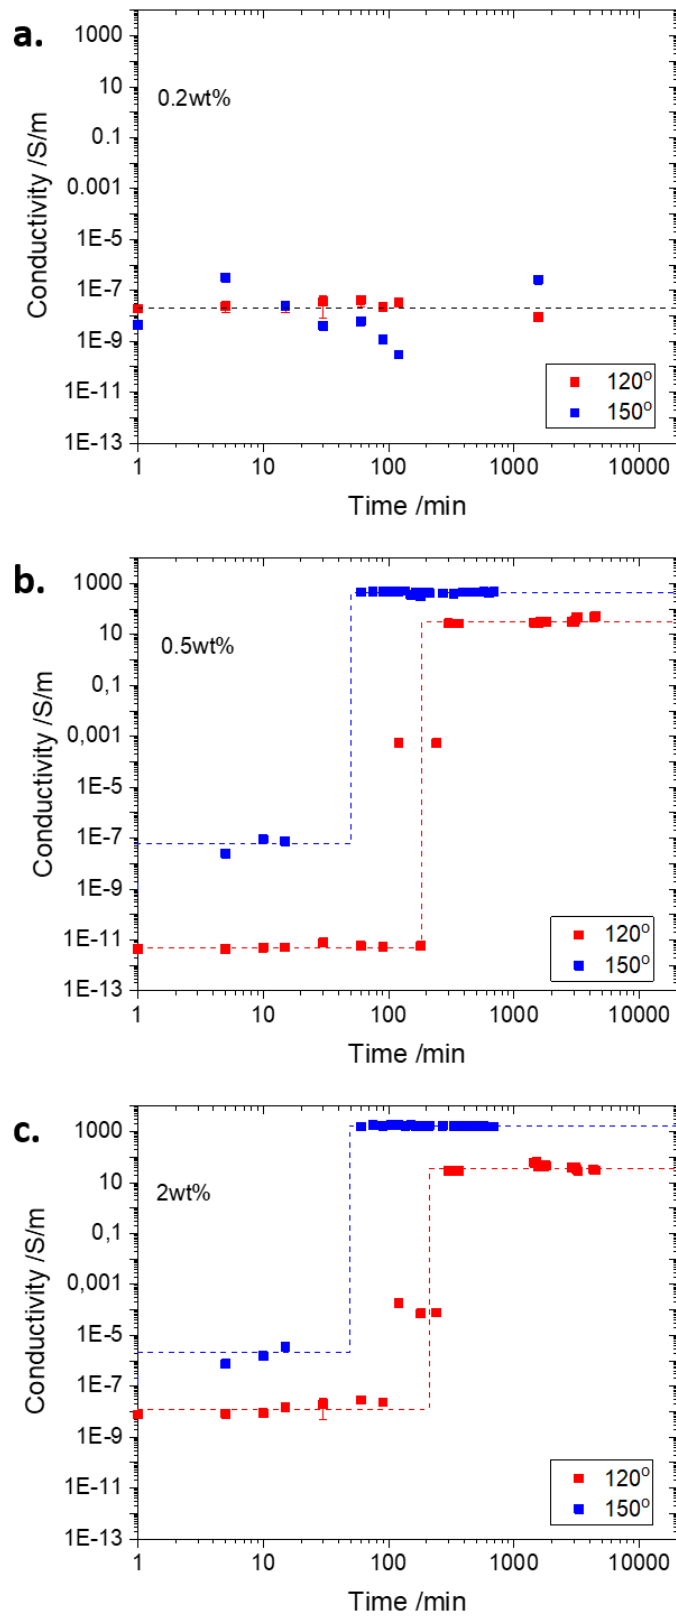 a.
1000
10
0.1
0.001
1E-5
1E-7
1E-9
1E-11
1E-13
Conductivity /S/m
0.2wt%
120°
150°
1 10 100 1000 10000
Time /min
b.
1000
10
0,1
0,001
1E-5
1E-7
1E-9
1E-11
1E-13
Conductivity /S/m
0.5wt%
120°
150°
1 10 100 1000 10000
Time /min
c.
1000
10
0,1
0,001
1E-5
1E-7
1E-9
1E-11
1E-13
Conductivity /S/m
2wt%
120°
150°
1 10 100 1000 10000
Time /min